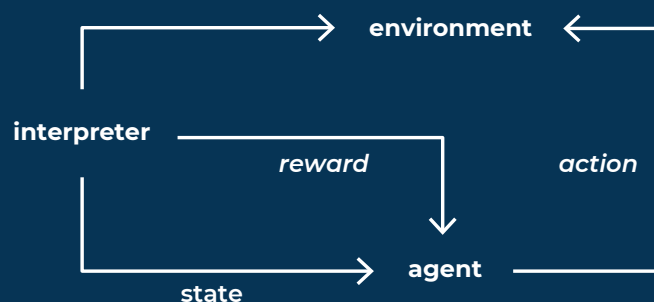 environment
interpreter
reward
action
agent
state